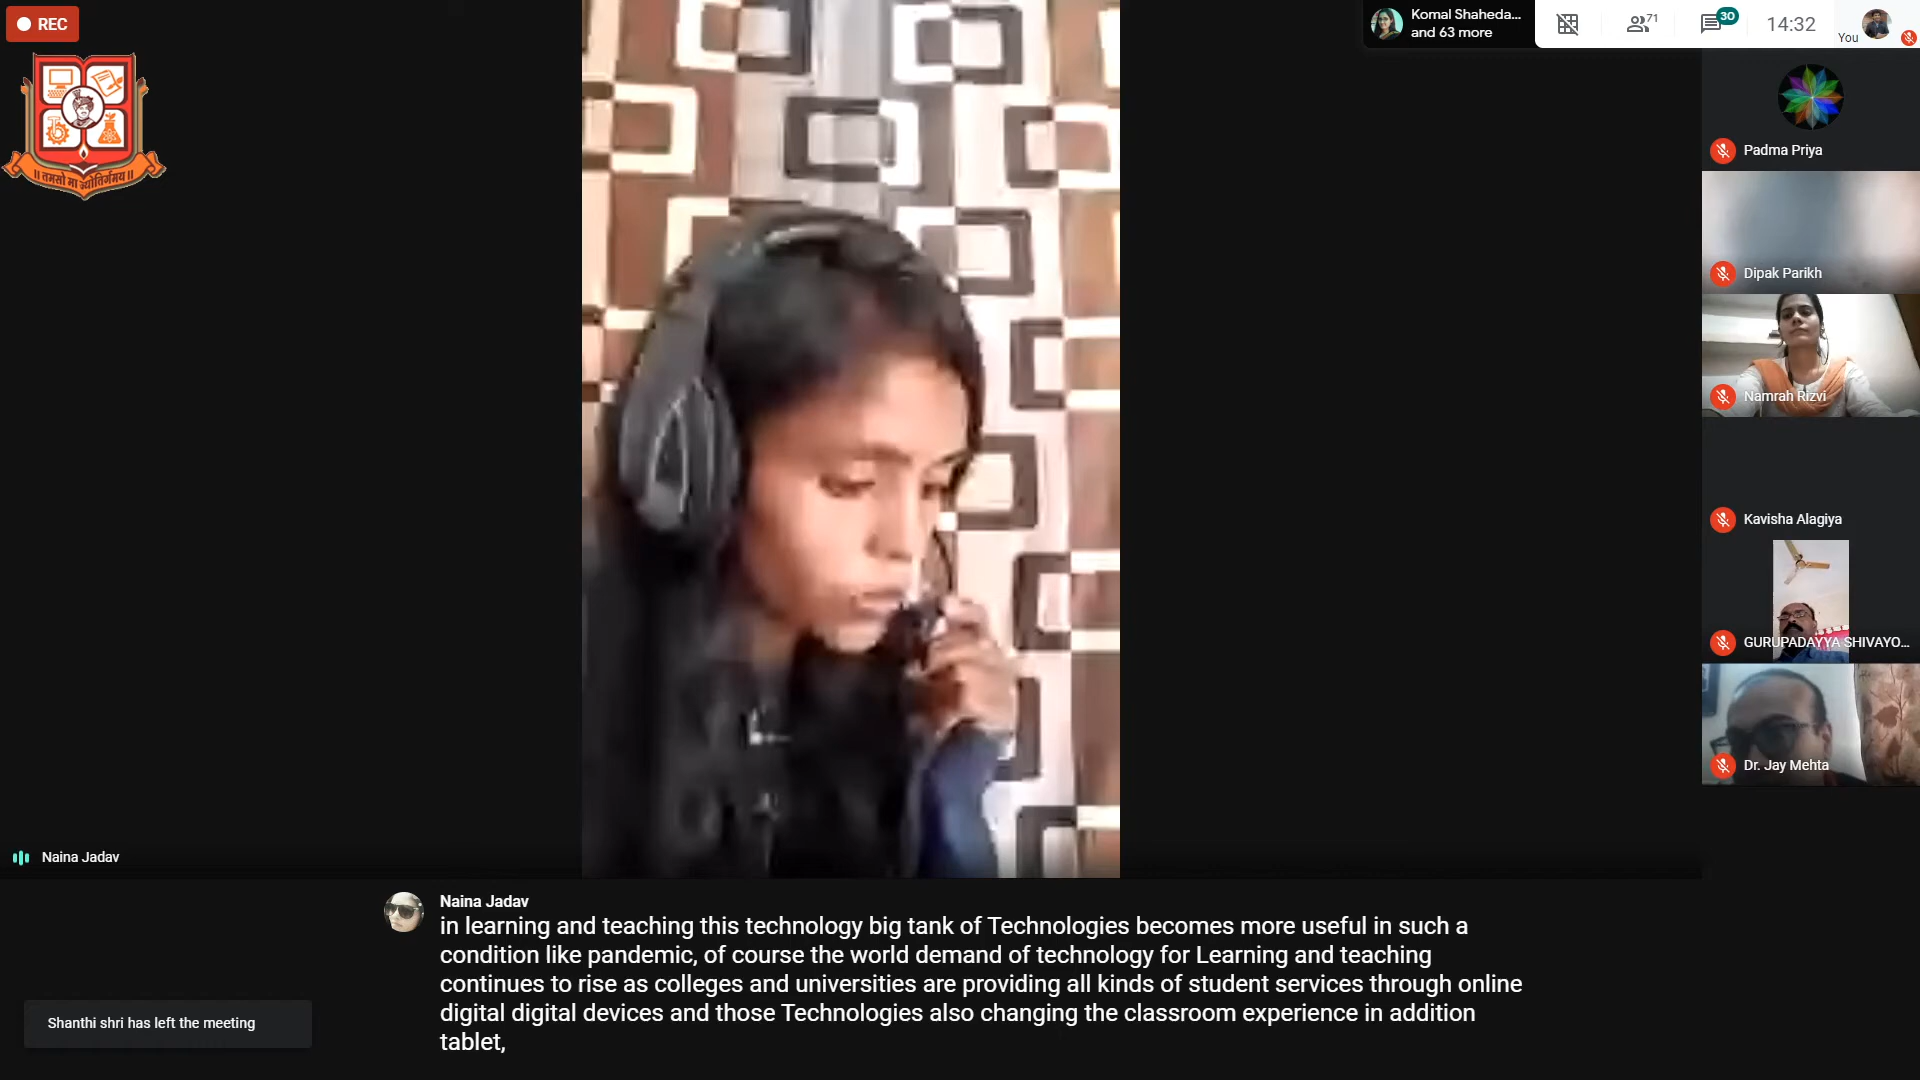 REC
Komal Shaheda...
and 63 more
71
30
14:32
You
॥ तमसो मा ज्योतिर्गमय ॥
Padma Priya
Dipak Parikh
Namrah Rizvi
Kavisha Alagiya
GURUPADAYYA SHIVAYO...
Dr. Jay Mehta
Naina Jadav
Naina Jadav
in learning and teaching this technology big tank of Technologies becomes more useful in such a
condition like pandemic, of course the world demand of technology for Learning and teaching
continues to rise as colleges and universities are providing all kinds of student services through online
digital digital devices and those Technologies also changing the classroom experience in addition
tablet,
Shanthi shri has left the meeting